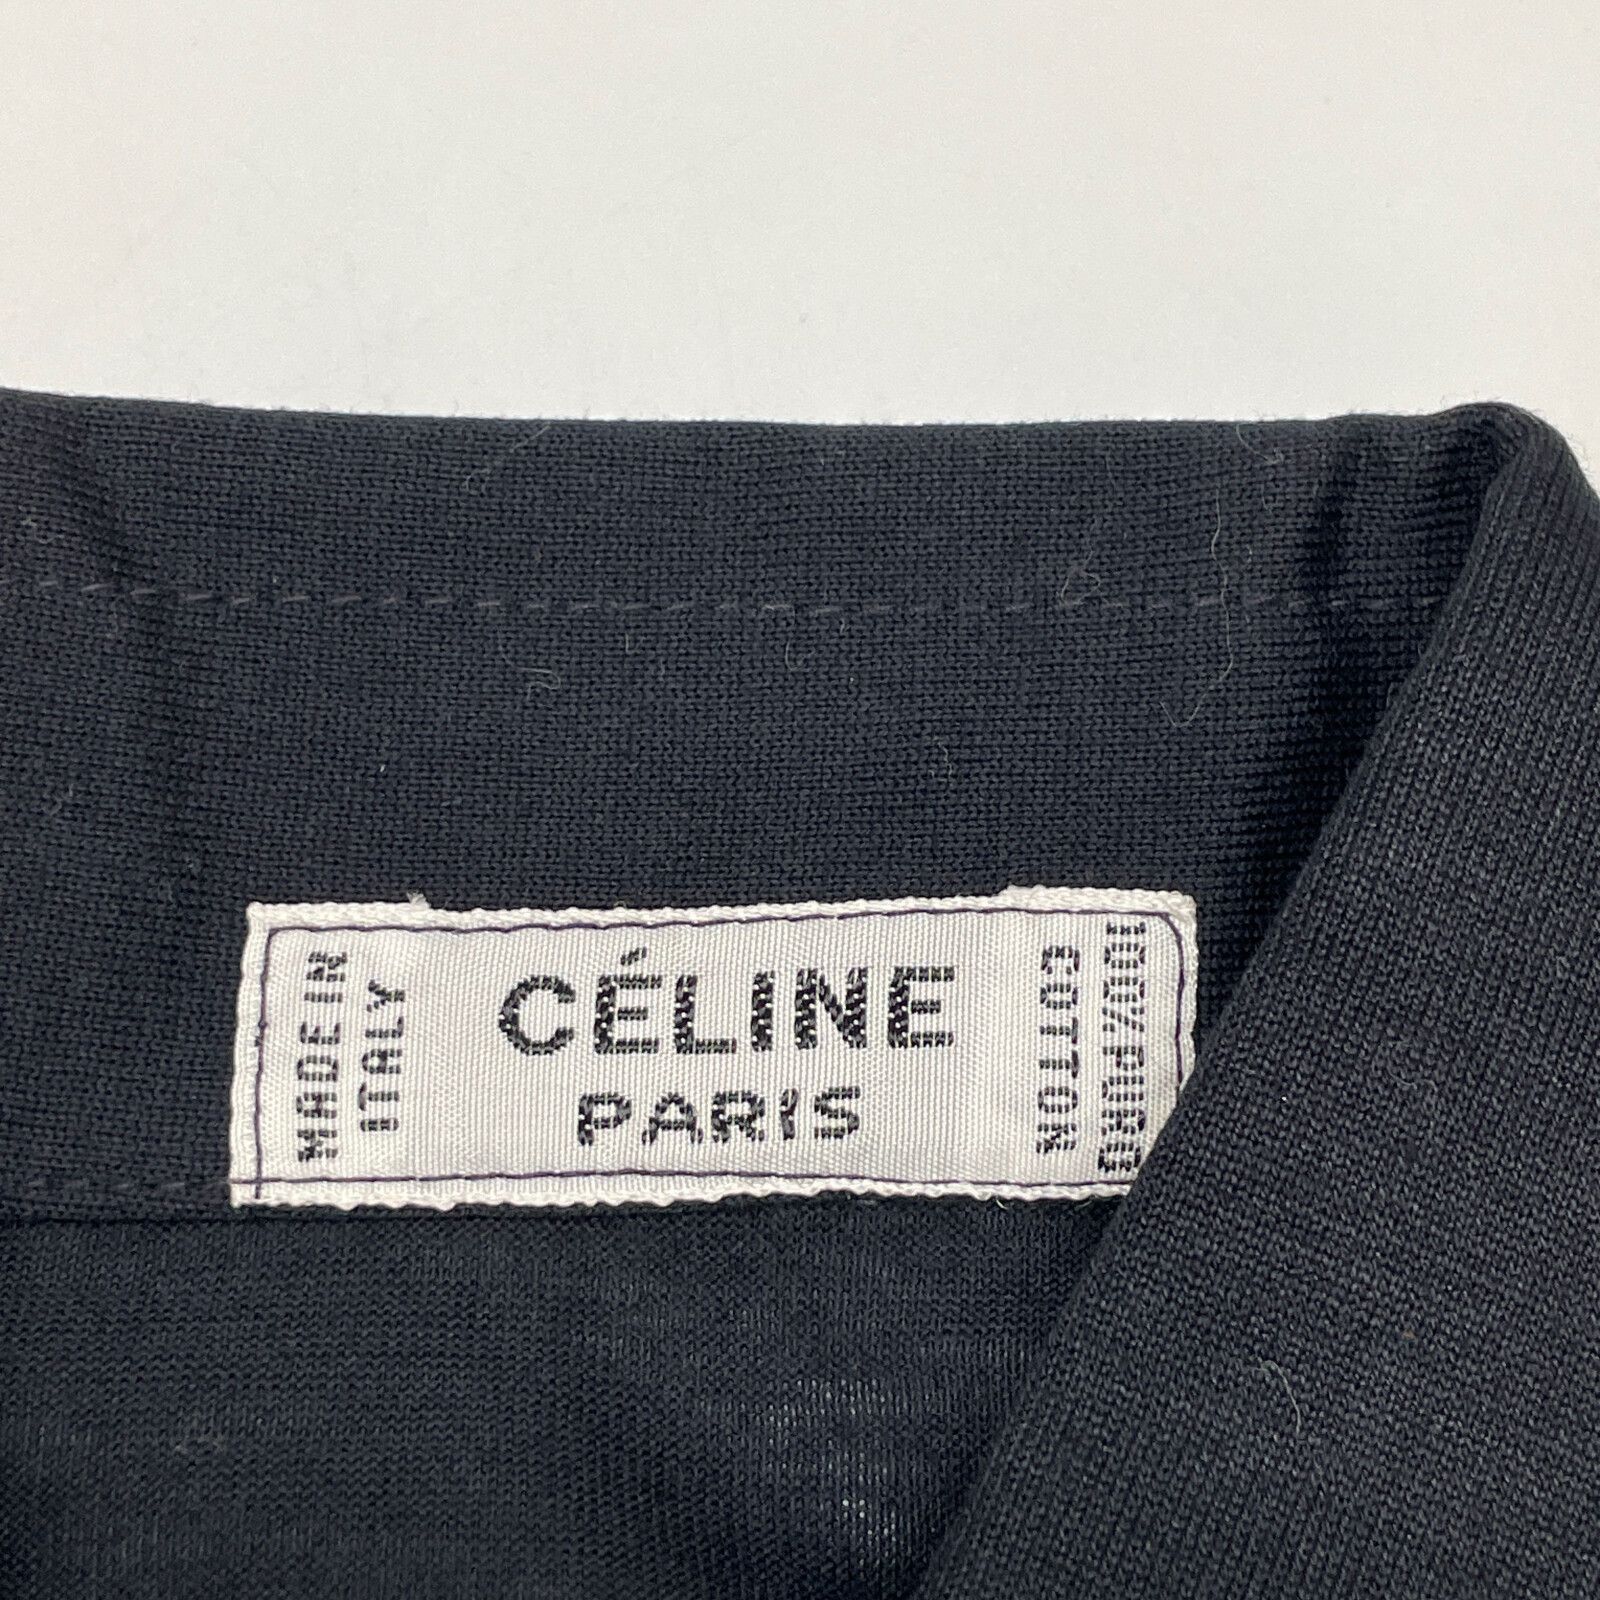 MADE IN
ITALY
CÉLINE
PARIS
100% PURO
COTTON